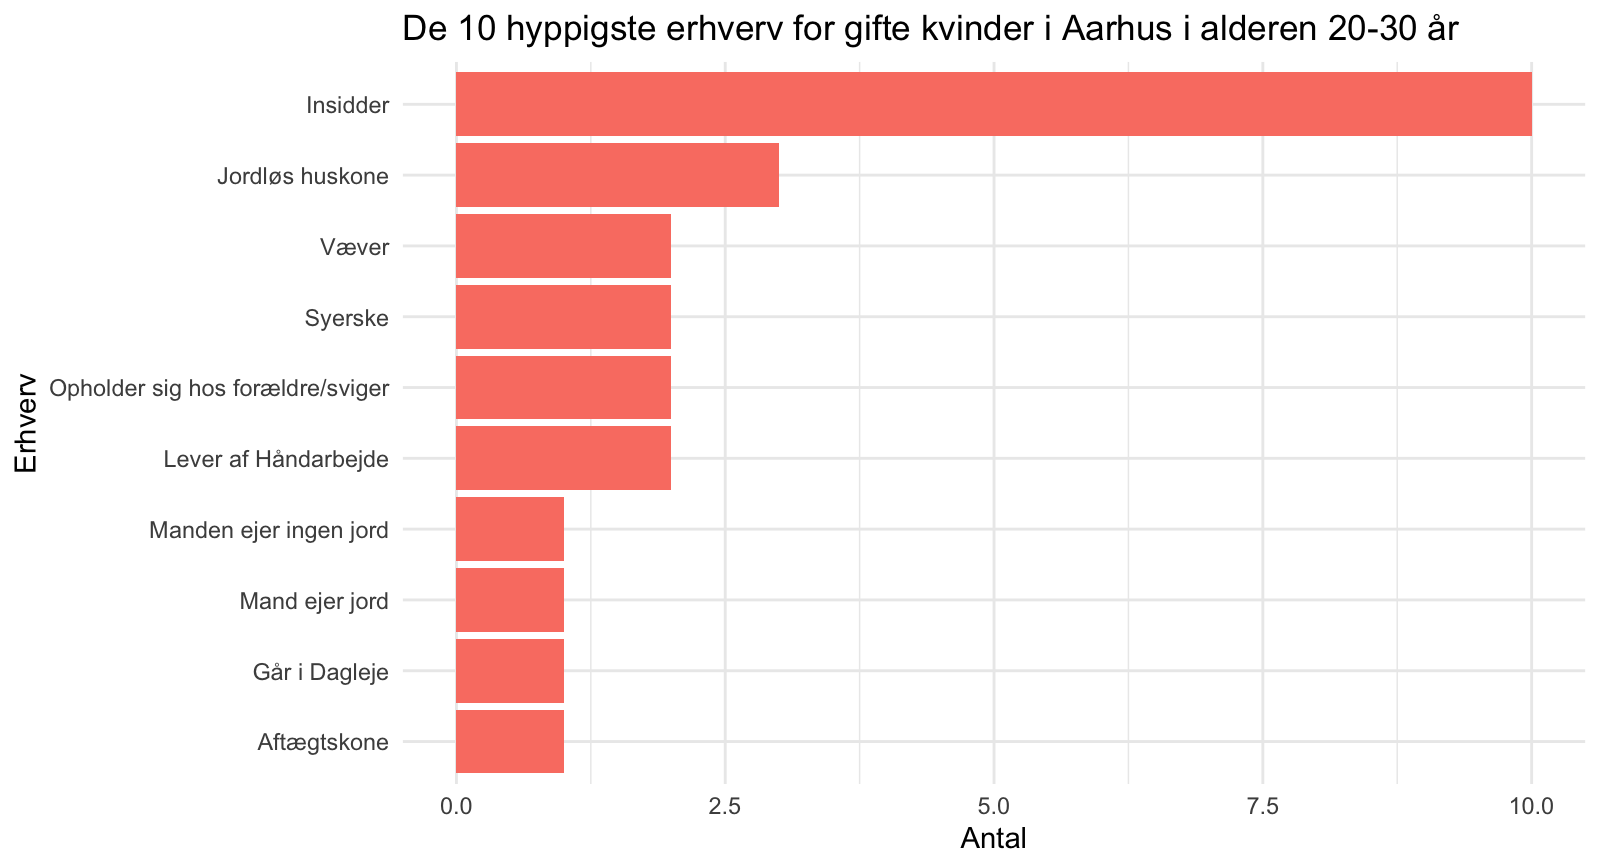 De 10 hyppigste erhverv for gifte kvinder i Aarhus i alderen 20-30 år
Insidder
Jordløs huskone
Væver
Syerske
Opholder sig hos forældre/sviger
Lever af Håndarbejde
Manden ejer ingen jord
Mand ejer jord
Går i Dagleje
Aftægtskone
Erhverv
0.0 2.5 5.0 7.5 10.0
Antal